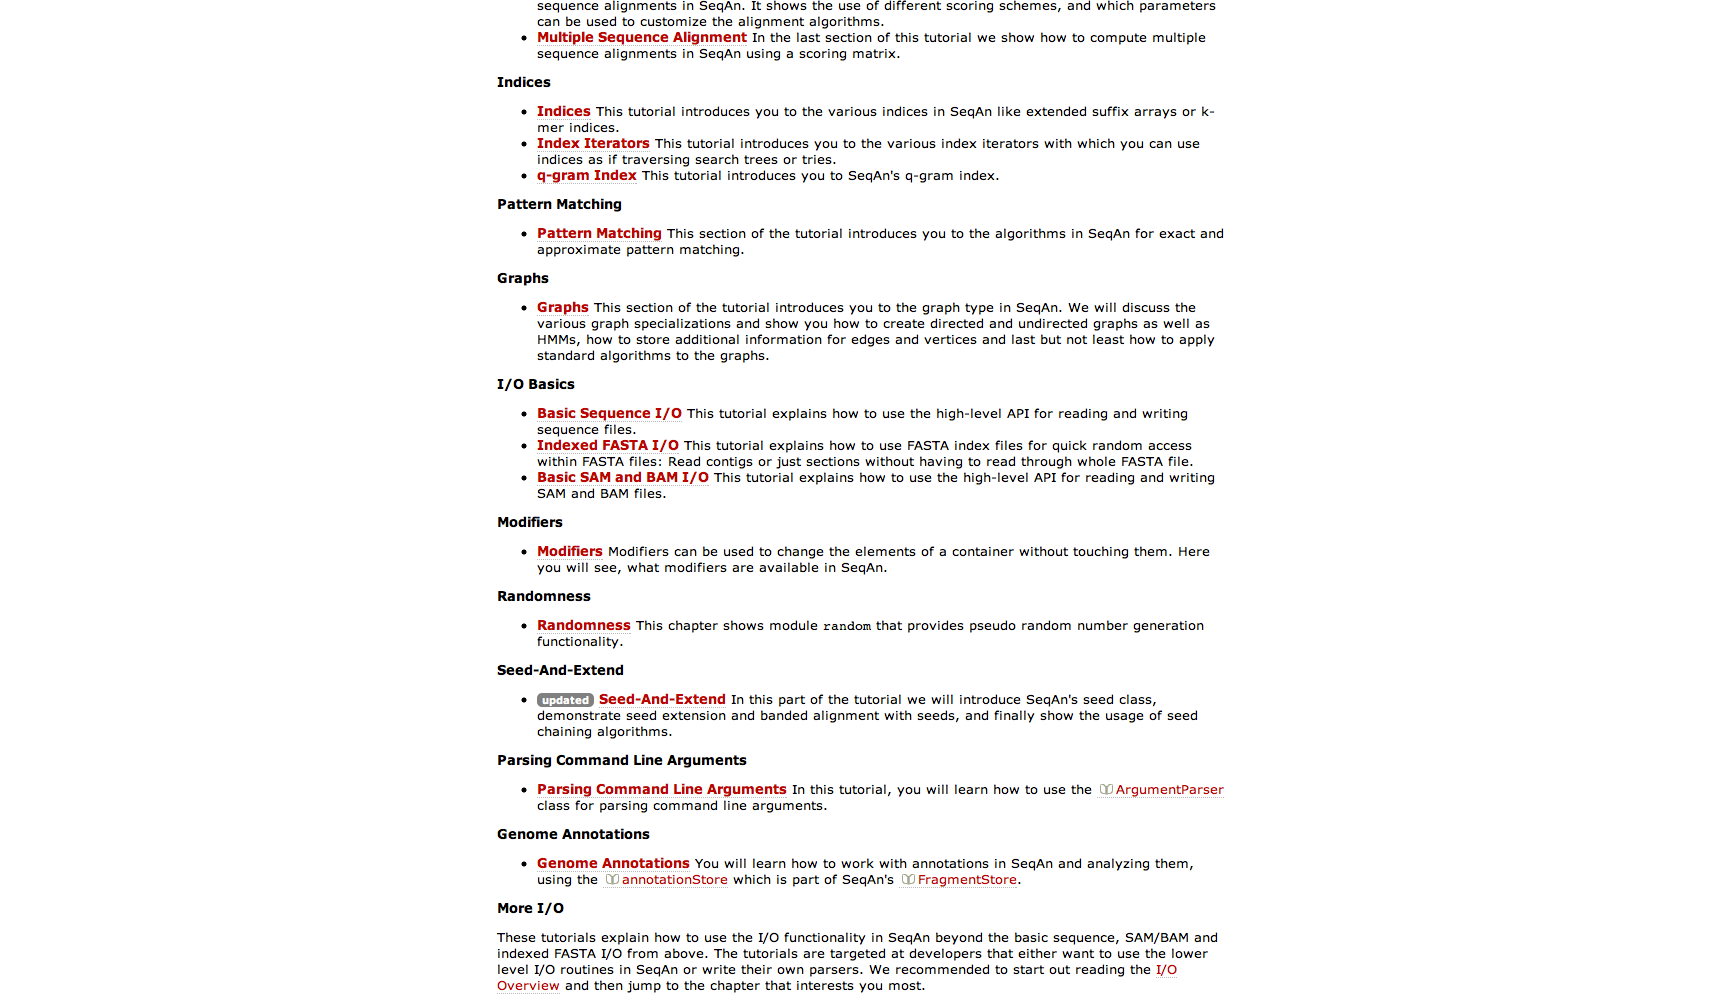 sequence alignments in SeqAn. It shows the use of different scoring schemes, and which parameters
can be used to customize the alignment algorithms.
• Multiple Sequence Alignment In the last section of this tutorial we show how to compute multiple
sequence alignments in SeqAn using a scoring matrix.
Indices
• Indices This tutorial introduces you to the various indices in SeqAn like extended suffix arrays or k-
mer indices.
• Index Iterators This tutorial introduces you to the various index iterators with which you can use
indices as if traversing search trees or tries.
• q-gram Index This tutorial introduces you to SeqAn's q-gram index.
Pattern Matching
• Pattern Matching This section of the tutorial introduces you to the algorithms in SeqAn for exact and
approximate pattern matching.
Graphs
• Graphs This section of the tutorial introduces you to the graph type in SeqAn. We will discuss the
various graph specializations and show you how to create directed and undirected graphs as well as
HMMs, how to store additional information for edges and vertices and last but not least how to apply
standard algorithms to the graphs.
I/O Basics
• Basic Sequence I/O This tutorial explains how to use the high-level API for reading and writing
sequence files.
• Indexed FASTA I/O This tutorial explains how to use FASTA index files for quick random access
within FASTA files: Read contigs or just sections without having to read through whole FASTA file.
• Basic SAM and BAM I/O This tutorial explains how to use the high-level API for reading and writing
SAM and BAM files.
Modifiers
• Modifiers Modifiers can be used to change the elements of a container without touching them. Here
you will see, what modifiers are available in SeqAn.
Randomness
• Randomness This chapter shows module random that provides pseudo random number generation
functionality.
Seed-And-Extend
• updated Seed-And-Extend In this part of the tutorial we will introduce SeqAn's seed class,
demonstrate seed extension and banded alignment with seeds, and finally show the usage of seed
chaining algorithms.
Parsing Command Line Arguments
• Parsing Command Line Arguments In this tutorial, you will learn how to use the ArgumentParser
class for parsing command line arguments.
Genome Annotations
• Genome Annotations You will learn how to work with annotations in SeqAn and analyzing them,
using the annotationStore which is part of SeqAn's FragmentStore.
More I/O
These tutorials explain how to use the I/O functionality in SeqAn beyond the basic sequence, SAM/BAM and
indexed FASTA I/O from above. The tutorials are targeted at developers that either want to use the lower
level I/O routines in SeqAn or write their own parsers. We recommended to start out reading the I/O
Overview and then jump to the chapter that interests you most.